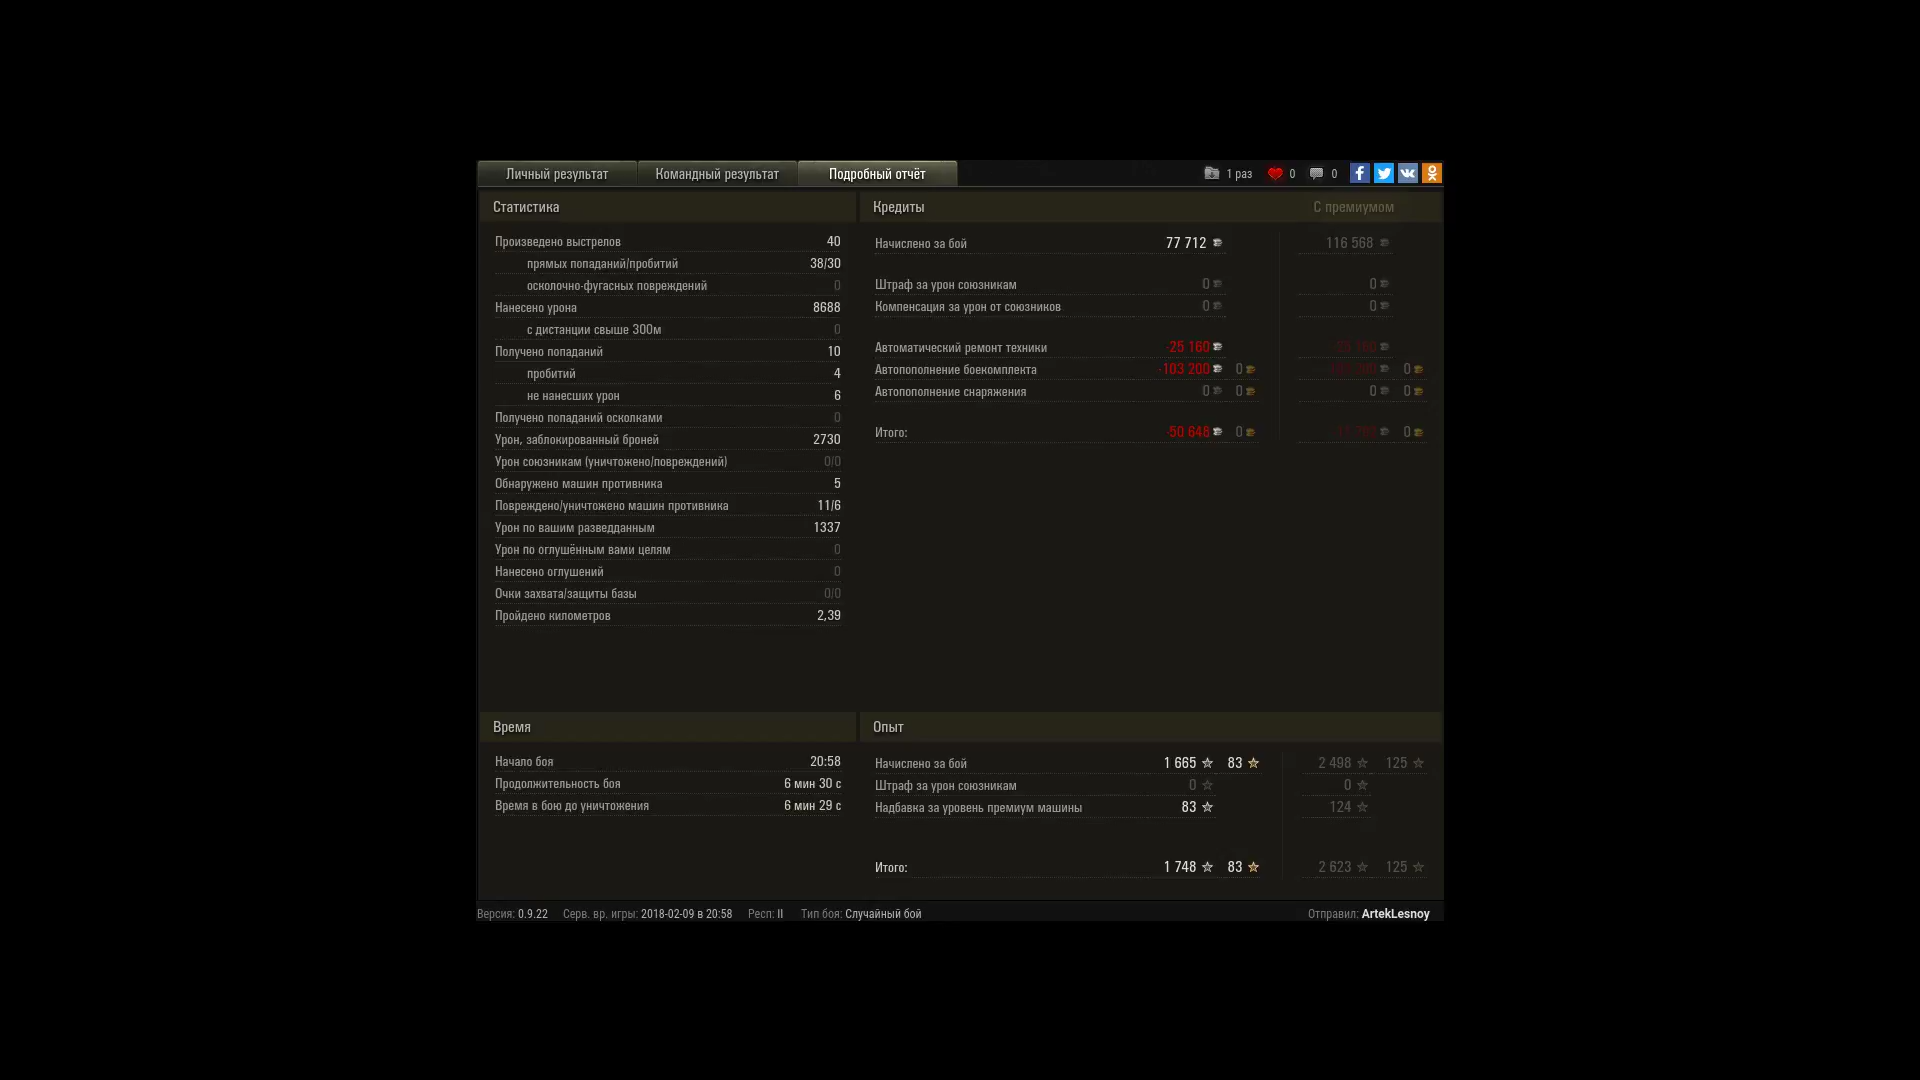 Личный результат Командный результат Подробный отчёт 1 раз 0 0
Статистика
Произведено выстрелов 40
прямых попаданий/пробитий 38/30
осколочно-фугасных повреждений 0
Нанесено урона 8688
с дистанции свыше 300м 0
Получено попаданий 10
пробитий 4
не нанесших урон 6
Получено попаданий осколками 0
Урон, заблокированный броней 2730
Урон союзникам (уничтожено/повреждений) 0/0
Обнаружено машин противника 5
Повреждено/уничтожено машин противника 11/6
Урон по вашим разведданным 1337
Урон по оглушённым вами целям 0
Нанесено оглушений 0
Очки захвата/защиты базы 0/0
Пройдено километров 2,39
Кредиты С премиумом
Начислено за бой 77 712 116 568
Штраф за урон союзникам 0 0
Компенсация за урон от союзников 0 0
Автоматический ремонт техники -25 160 -25 160
Автопополнение боекомплекта -103 200 0 -103 200 0
Автопополнение снаряжения 0 0 0 0
Итого: -50 648 0 0
Время
Начало боя 20:58
Продолжительность боя 6 мин 30 с
Время в бою до уничтожения 6 мин 29 с
Опыт
Начислено за бой 1 665 83 2 498 125
Штраф за урон союзникам 0 0
Надбавка за уровень премиум машины 83 124
Итого: 1 748 83 2 623 125
Версия: 0.9.22 Серв. вр. игры: 2018-02-09 в 20:58 Респ: II Тип боя: Случайный бой Отправил: ArtekLesnoy